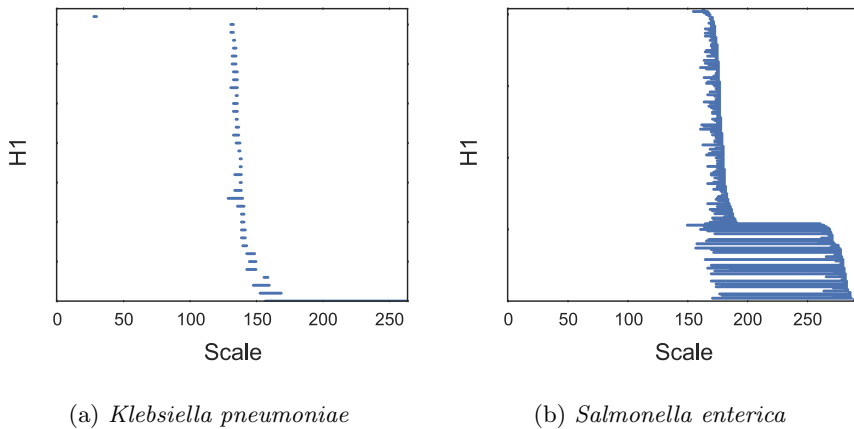 H1
0 50 100 150 200 250
Scale
(a) Klebsiella pneumoniae
H1
0 50 100 150 200 250
Scale
(b) Salmonella enterica